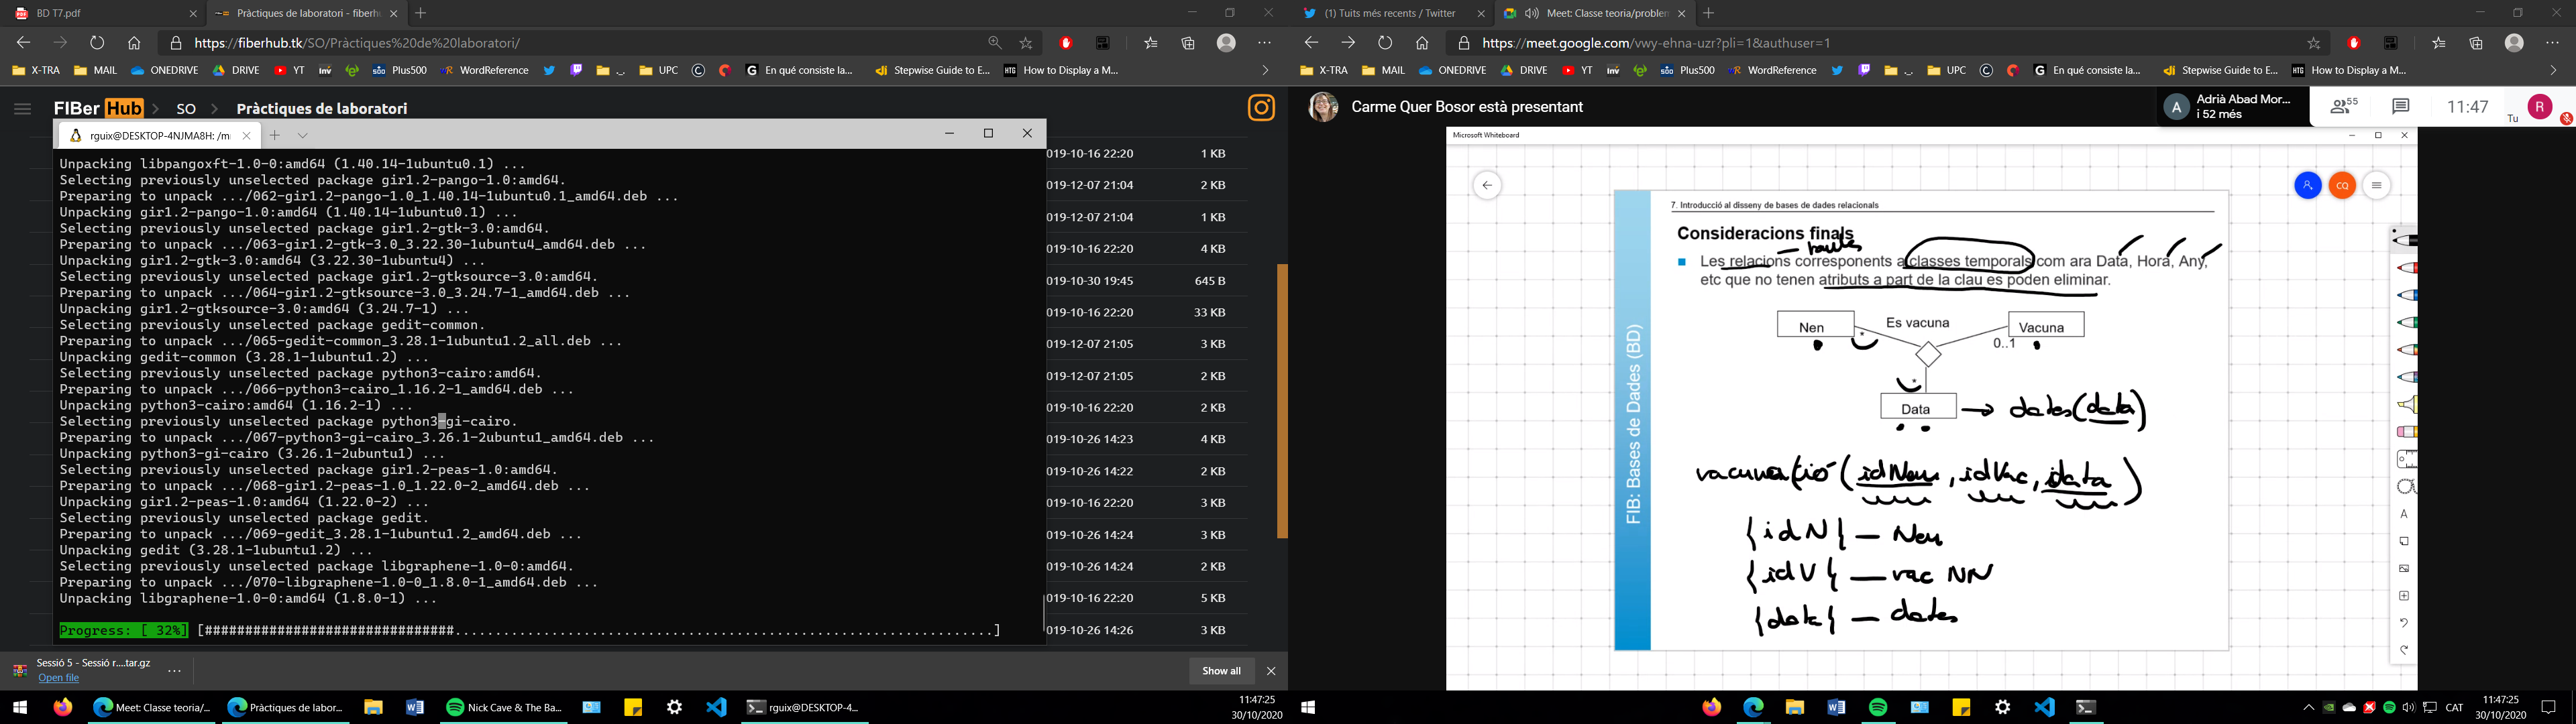 BD T7.pdf
Pràctiques de laboratori - fiberh
https://fiberhub.tk/SO/Pràctiques%20de%20laboratori/
X-TRA MAIL ONEDRIVE DRIVE YT Plus500 WordReference UPC En qué consiste la... Stepwise Guide to E... How to Display a M...
FIBer Hub > SO > Pràctiques de laboratori
rguix@DESKTOP-4NJMA8H: /m
Unpacking libpangoxft-1.0-0:amd64 (1.40.14-1ubuntu0.1) ...
Selecting previously unselected package gir1.2-pango-1.0:amd64.
Preparing to unpack .../062-gir1.2-pango-1.0_1.40.14-1ubuntu0.1_amd64.deb ...
Unpacking gir1.2-pango-1.0:amd64 (1.40.14-1ubuntu0.1) ...
Selecting previously unselected package gir1.2-gtk-3.0:amd64.
Preparing to unpack .../063-gir1.2-gtk-3.0_3.22.30-1ubuntu4_amd64.deb ...
Unpacking gir1.2-gtk-3.0:amd64 (3.22.30-1ubuntu4) ...
Selecting previously unselected package gir1.2-gtksource-3.0:amd64.
Preparing to unpack .../064-gir1.2-gtksource-3.0_3.24.7-1_amd64.deb ...
Unpacking gir1.2-gtksource-3.0:amd64 (3.24.7-1) ...
Selecting previously unselected package gedit-common.
Preparing to unpack .../065-gedit-common_3.28.1-1ubuntu1.2_all.deb ...
Unpacking gedit-common (3.28.1-1ubuntu1.2) ...
Selecting previously unselected package python3-cairo:amd64.
Preparing to unpack .../066-python3-cairo_1.16.2-1_amd64.deb ...
Unpacking python3-cairo:amd64 (1.16.2-1) ...
Selecting previously unselected package python3-gi-cairo.
Preparing to unpack .../067-python3-gi-cairo_3.26.1-2ubuntu1_amd64.deb ...
Unpacking python3-gi-cairo (3.26.1-2ubuntu1) ...
Selecting previously unselected package gir1.2-peas-1.0:amd64.
Preparing to unpack .../068-gir1.2-peas-1.0_1.22.0-2_amd64.deb ...
Unpacking gir1.2-peas-1.0:amd64 (1.22.0-2) ...
Selecting previously unselected package gedit.
Preparing to unpack .../069-gedit_3.28.1-1ubuntu1.2_amd64.deb ...
Unpacking gedit (3.28.1-1ubuntu1.2) ...
Selecting previously unselected package libgraphene-1.0-0:amd64.
Preparing to unpack .../070-libgraphene-1.0-0_1.8.0-1_amd64.deb ...
Unpacking libgraphene-1.0-0:amd64 (1.8.0-1) ...
Progress: [ 32%] [###############################...................................................................]
019-10-16 22:20 1 KB
019-12-07 21:04 2 KB
019-12-07 21:04 1 KB
019-10-16 22:20 4 KB
019-10-30 19:45 645 B
019-10-16 22:20 33 KB
019-12-07 21:05 3 KB
019-12-07 21:05 2 KB
019-10-16 22:20 2 KB
019-10-26 14:23 4 KB
019-10-26 14:22 2 KB
019-10-16 22:20 3 KB
019-10-26 14:24 3 KB
019-10-26 14:24 2 KB
019-10-16 22:20 5 KB
019-10-26 14:26 3 KB
Sessió 5 - Sessió r....tar.gz
Open file
Show all
Meet: Classe teoria/... Pràctiques de labor... Nick Cave & The Ba... rguix@DESKTOP-4...
11:47:25
30/10/2020
(1) Tuits més recents / Twitter
Meet: Classe teoria/problem
https://meet.google.com/vwy-ehna-uzr?pli=1&authuser=1
X-TRA MAIL ONEDRIVE DRIVE YT Plus500 WordReference UPC En qué consiste la... Stepwise Guide to E... How to Display a M...
Carme Quer Bosor està presentant
A
Adrià Abad Mor...
i 52 més
55
11:47
Tu
R
Microsoft Whiteboard
CQ
7. Introducció al disseny de bases de dades relacionals
Consideracions finals
Les relacions corresponents a classes temporals com ara Data, Hora, Any,
etc que no tenen atributs a part de la clau es poden eliminar.
FIB: Bases de Dades (BD)
Nen
Es vacuna
Vacuna
*
0..1
*
Data
→ dates(data)
vacunació (idNen, idVac, data)
{idN} — Nen
{idV} — vac NN
{data} — dates
CAT
11:47:25
30/10/2020